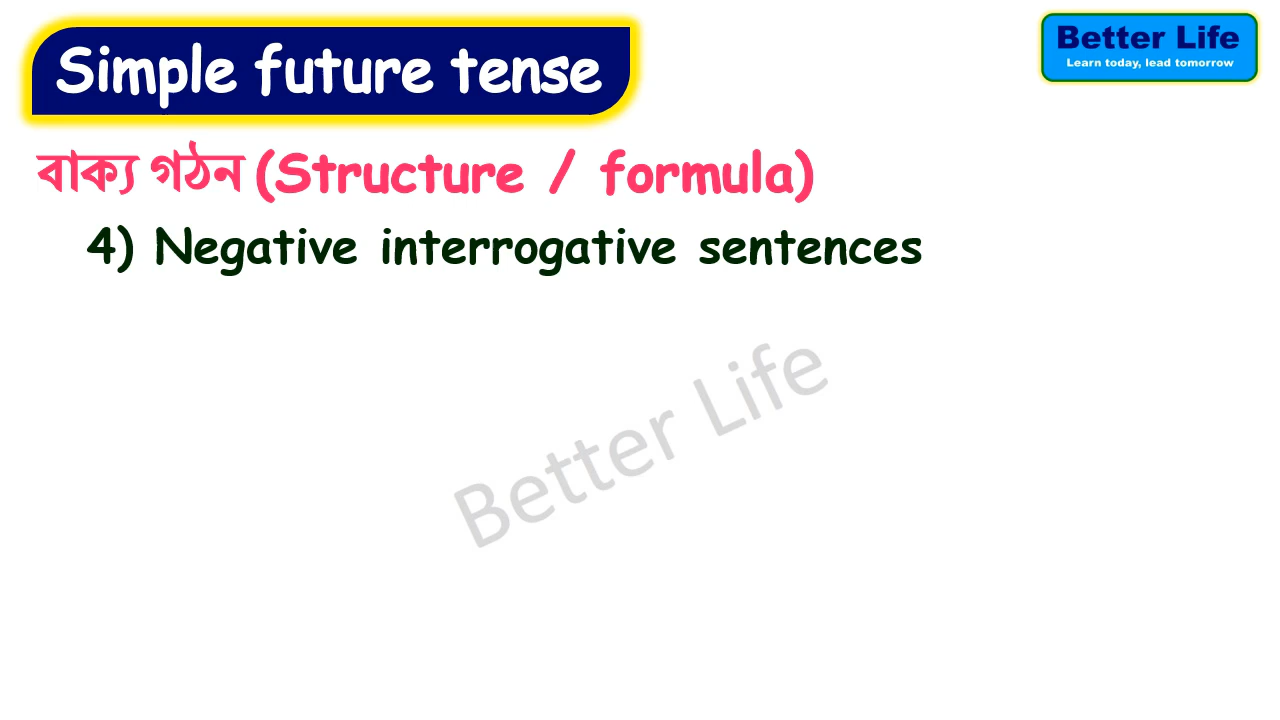 Simple future tense
Better Life
Learn today, lead tomorrow
বাক্য গঠন (Structure / formula)
4) Negative interrogative sentences
Better Life